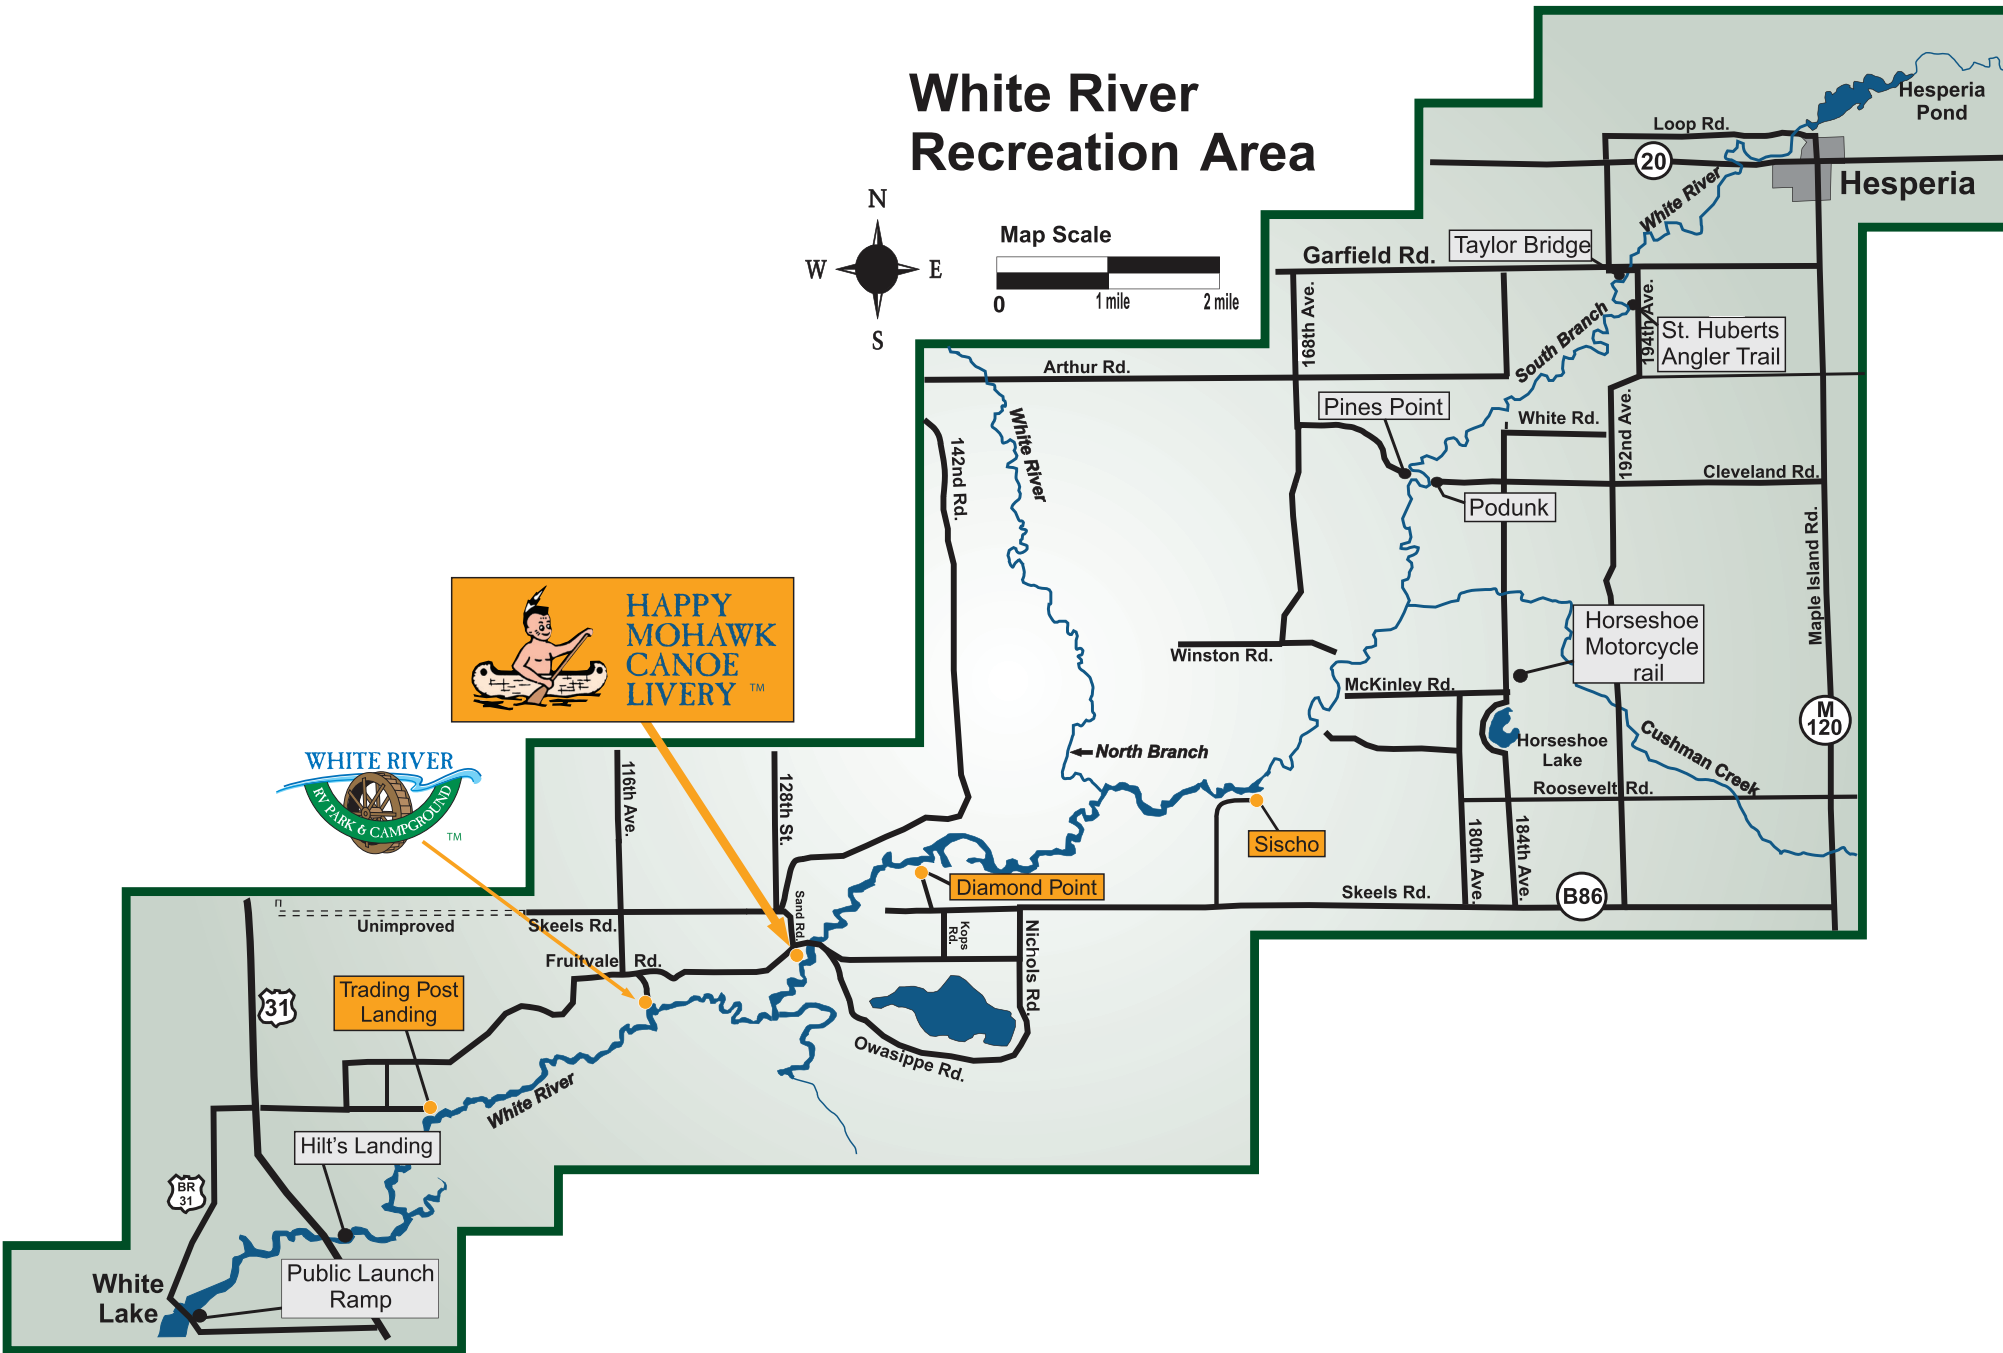 White River
Recreation Area
N
W
E
S
Map Scale
0
1 mile
2 mile
Hesperia
Pond
Loop Rd.
20
Hesperia
White River
Taylor Bridge
Garfield Rd.
168th Ave.
194th Ave.
St. Huberts
Angler Trail
South Branch
Arthur Rd.
Pines Point
White Rd.
192nd Ave.
Cleveland Rd.
White River
142nd Rd.
Podunk
Maple Island Rd.
HAPPY
MOHAWK
CANOE
LIVERY TM
Horseshoe
Motorcycle
rail
Winston Rd.
McKinley Rd.
M
120
Horseshoe
Lake
Cushman Creek
North Branch
WHITE RIVER
RV PARK & CAMPGROUND
TM
116th Ave.
128th St.
Roosevelt Rd.
Sischo
180th Ave.
184th Ave.
Diamond Point
Skeels Rd.
B86
Sand Rd.
Unimproved
Skeels Rd.
Kops
Rd.
Nichols Rd.
Fruitvale Rd.
Trading Post
Landing
31
Owasippe Rd.
White River
Hilt's Landing
BR
31
Public Launch
Ramp
White
Lake